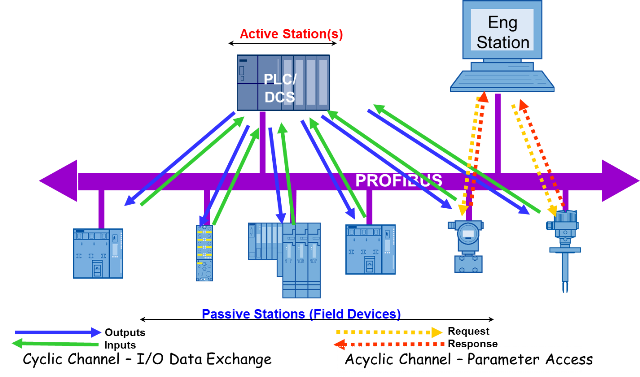 Active Station(s)
Eng
Station
PLC/
DCS
PROFIBUS
Passive Stations (Field Devices)
Outputs
Inputs
Request
Response
Cyclic Channel – I/O Data Exchange
Acyclic Channel – Parameter Access